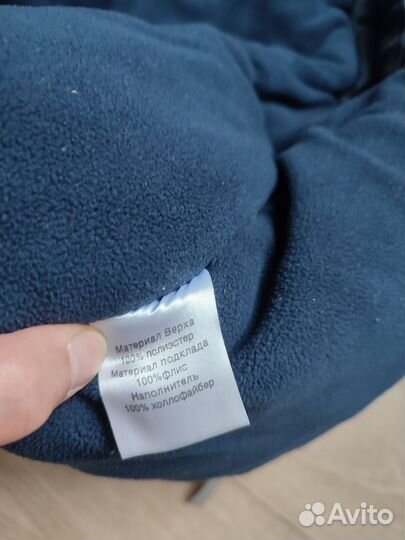 Материал Верха
100% полиэстер
Материал подклада
100%флис
Наполнитель
100% холлофайбер
Avito